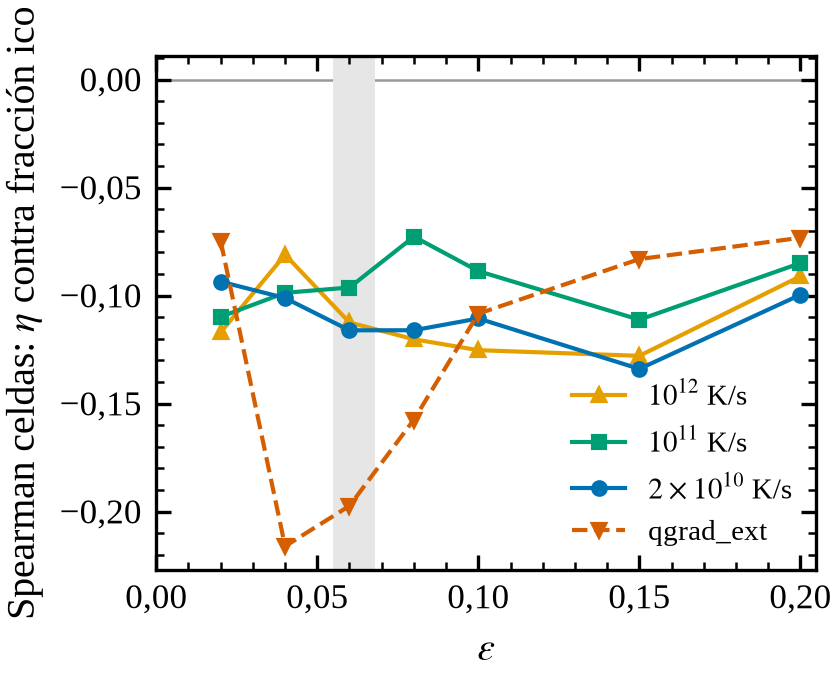 Spearman celdas: η contra fracción ico
0,00
−0,05
−0,10
−0,15
−0,20
10¹² K/s
10¹¹ K/s
2 × 10¹⁰ K/s
qgrad_ext
0,00 0,05 0,10 0,15 0,20
ε